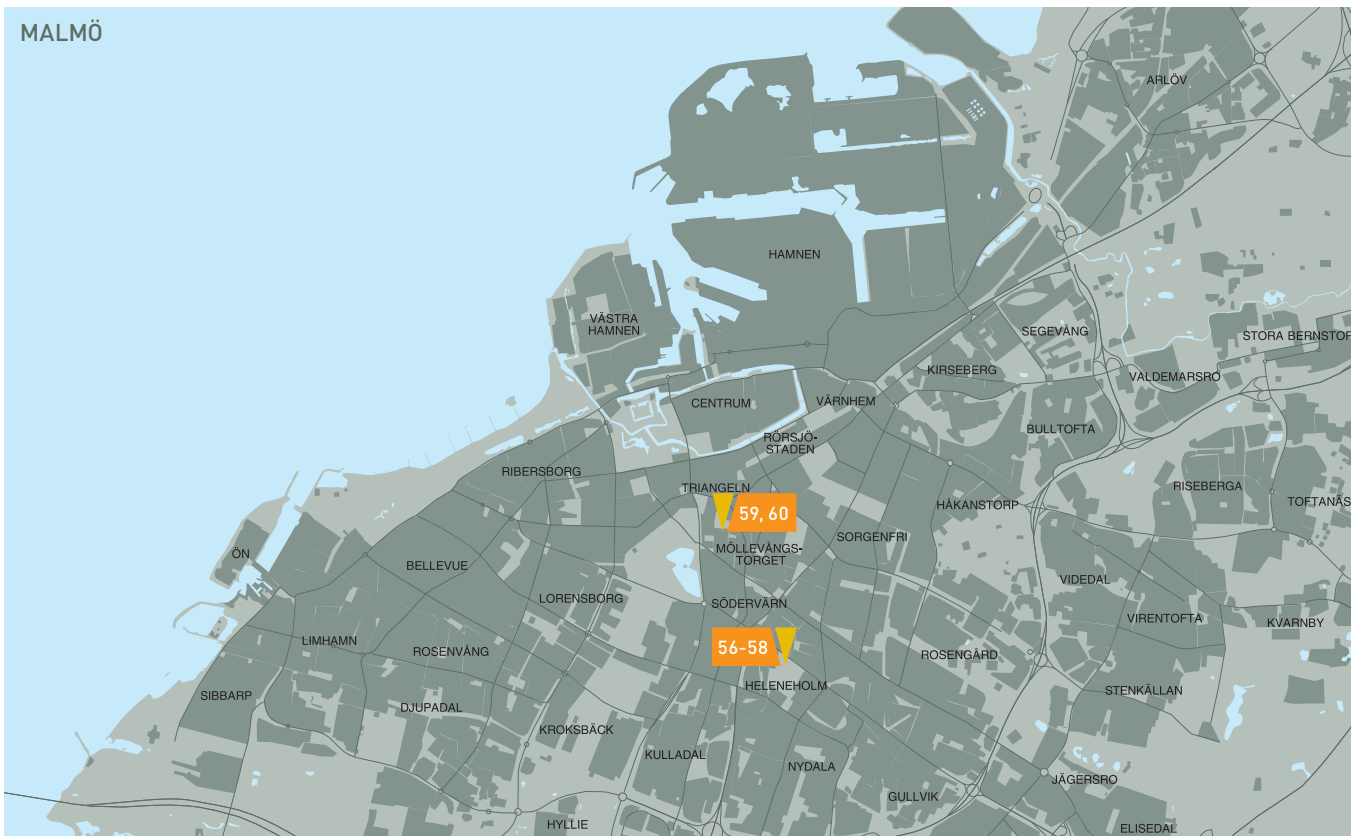 MALMÖ
ARLÖV
HAMNEN
VÄSTRA
HAMNEN
SEGEVÅNG
STORA BERNSTOR
KIRSEBERG
VALDEMARSRO
CENTRUM
VÄRNHEM
BULLTOFTA
RÖRSJÖ-
STADEN
RIBERSBORG
TRIANGELN
RISEBERGA
HÅKANSTORP
TOFTANÄS
59, 60
SORGENFRI
MÖLLEVÅNGS-
TORGET
ÖN
BELLEVUE
VIDEDAL
LORENSBORG
SÖDERVÄRN
VIRENTOFTA
KVARNBY
LIMHAMN
ROSENVÅNG
56-58
ROSENGÅRD
HELENEHOLM
STENKÄLLAN
SIBBARP
DJUPADAL
KROKSBÄCK
KULLADAL
NYDALA
JÄGERSRO
GULLVIK
HYLLIE
ELISEDAL